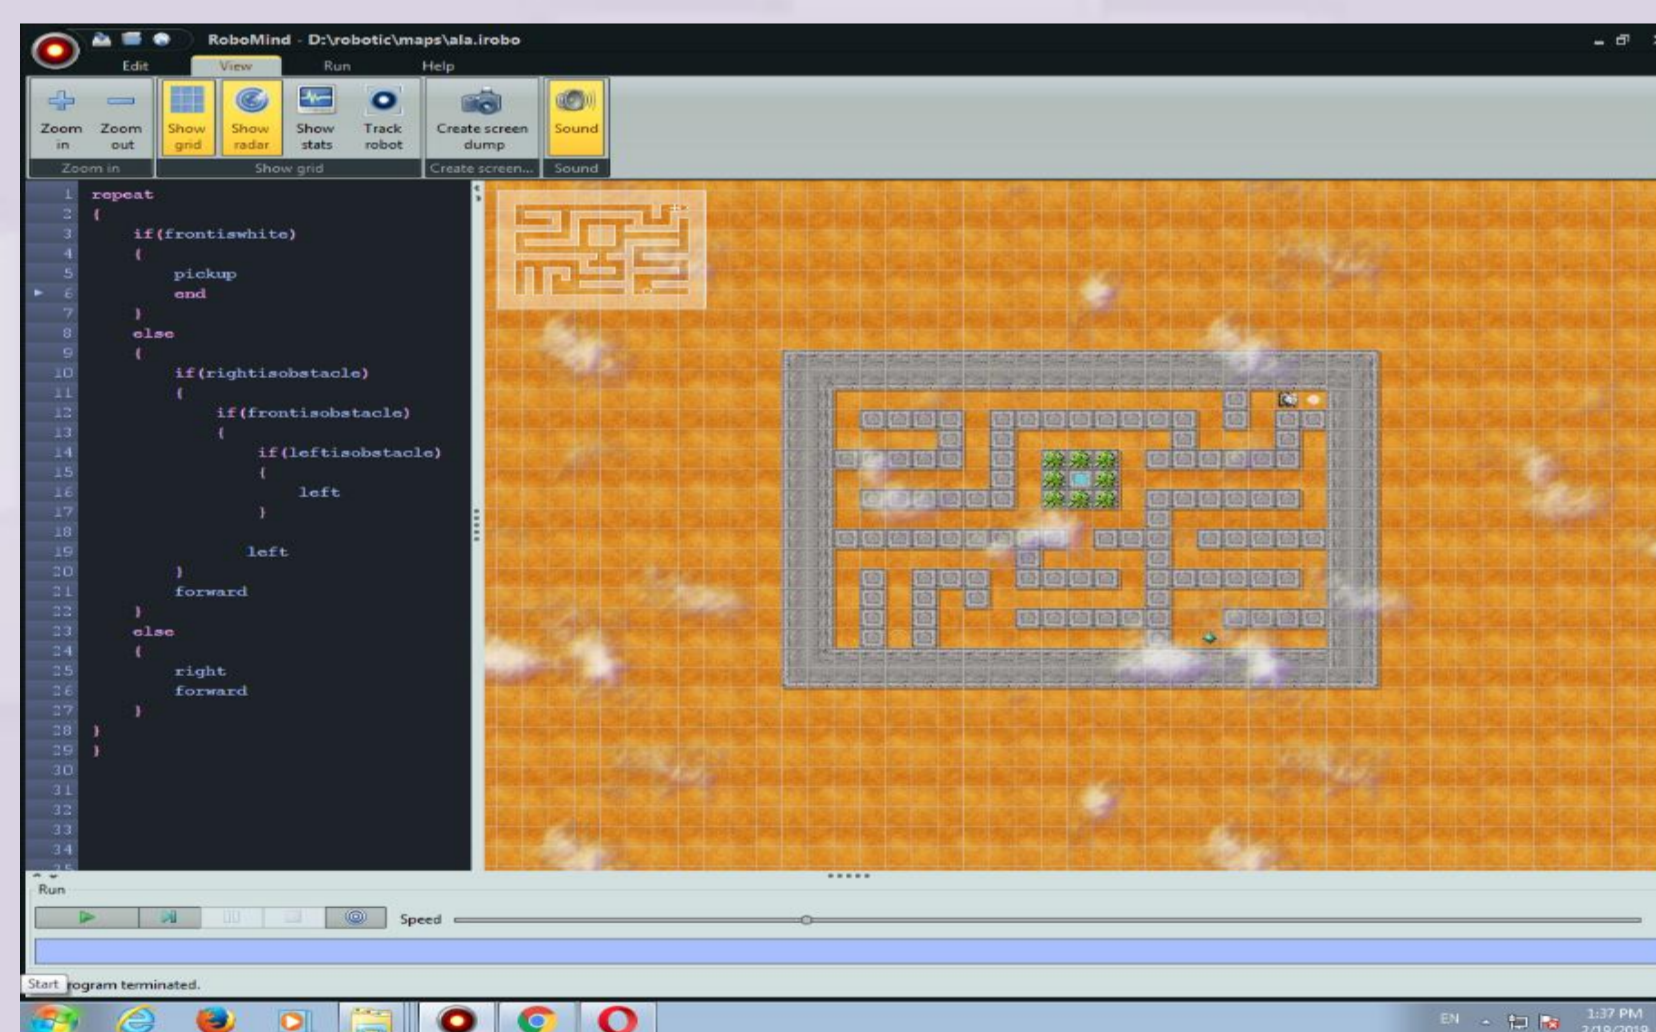 RoboMind - D:\robotic\maps\ala.irobo
Edit View Run Help
Zoom in Zoom out Show grid Show radar Show stats Track robot Create screen dump Sound
Zoom in Show grid Create screen... Sound
1 repeat
2 {
3 if(frontiswhite)
4 {
5 pickup
6 end
7 }
8 else
9 {
10 if(rightisobstacle)
11 {
12 if(frontisobstacle)
13 {
14 if(leftisobstacle)
15 {
16 left
17 }
18
19 left
20 }
21 forward
22 }
23 else
24 {
25 right
26 forward
27 }
28 }
29 }
30
31
32
33
34
35
Run
Speed
Start rogram terminated.
EN 1:37 PM
2/19/2019